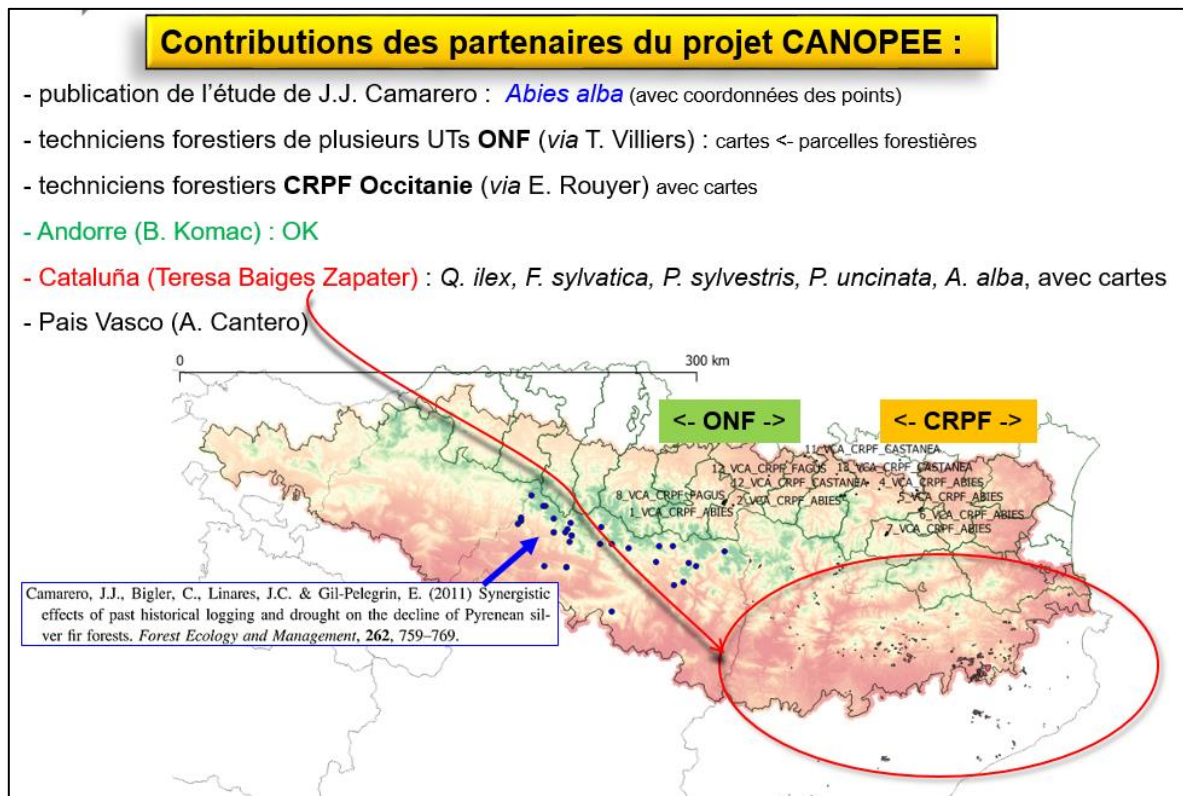 Contributions des partenaires du projet CANOPEE :
- publication de l'étude de J.J. Camarero : Abies alba (avec coordonnées des points)
- techniciens forestiers de plusieurs UTs ONF (via T. Villiers) : cartes <- parcelles forestières
- techniciens forestiers CRPF Occitanie (via E. Rouyer) avec cartes
- Andorre (B. Komac) : OK
- Cataluña (Teresa Baiges Zapater) : Q. ilex, F. sylvatica, P. sylvestris, P. uncinata, A. alba, avec cartes
- Pais Vasco (A. Cantero)
0 300 km
<- ONF -> <- CRPF ->
11_VCA_CRPF_CASTANEA
12_VCA_CRPF_FAGUS 13_VCA_CRPF_CASTANEA
12_VCA_CRPF_CASTANEA 4_VCA_CRPF_ABIES
8_VCA_CRPF_FAGUS 2_VCA_CRPF_ABIES 5_VCA_CRPF_ABIES
1_VCA_CRPF_ABIES 6_VCA_CRPF_ABIES
7_VCA_CRPF_ABIES
Camarero, J.J., Bigler, C., Linares, J.C. & Gil-Pelegrin, E. (2011) Synergistic
effects of past historical logging and drought on the decline of Pyrenean sil-
ver fir forests. Forest Ecology and Management, 262, 759–769.